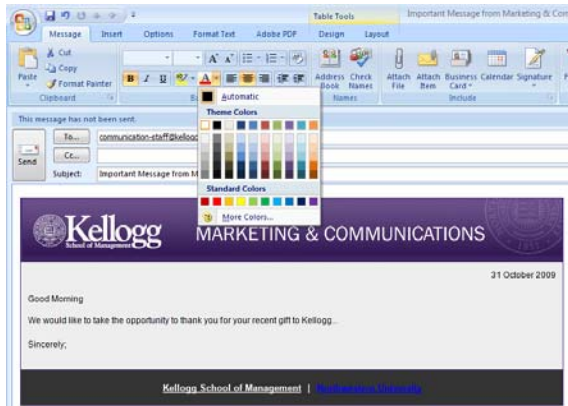 Table Tools
Important Message from Marketing & Com
Message Insert Options Format Text Adobe PDF Design Layout
Cut
Copy
Format Painter
Paste
B I U
Address Book
Check Names
Attach File
Attach Item
Business Card
Calendar
Signature
Clipboard
Names
Include
Automatic
Theme Colors
Standard Colors
More Colors...
This message has not been sent.
To...
communication-staff@kellogg
Cc...
Send
Subject:
Important Message from M
Kellogg
School of Management
MARKETING & COMMUNICATIONS
31 October 2009
Good Morning
We would like to take the opportunity to thank you for your recent gift to Kellogg...
Sincerely;
Kellogg School of Management | Northwestern University